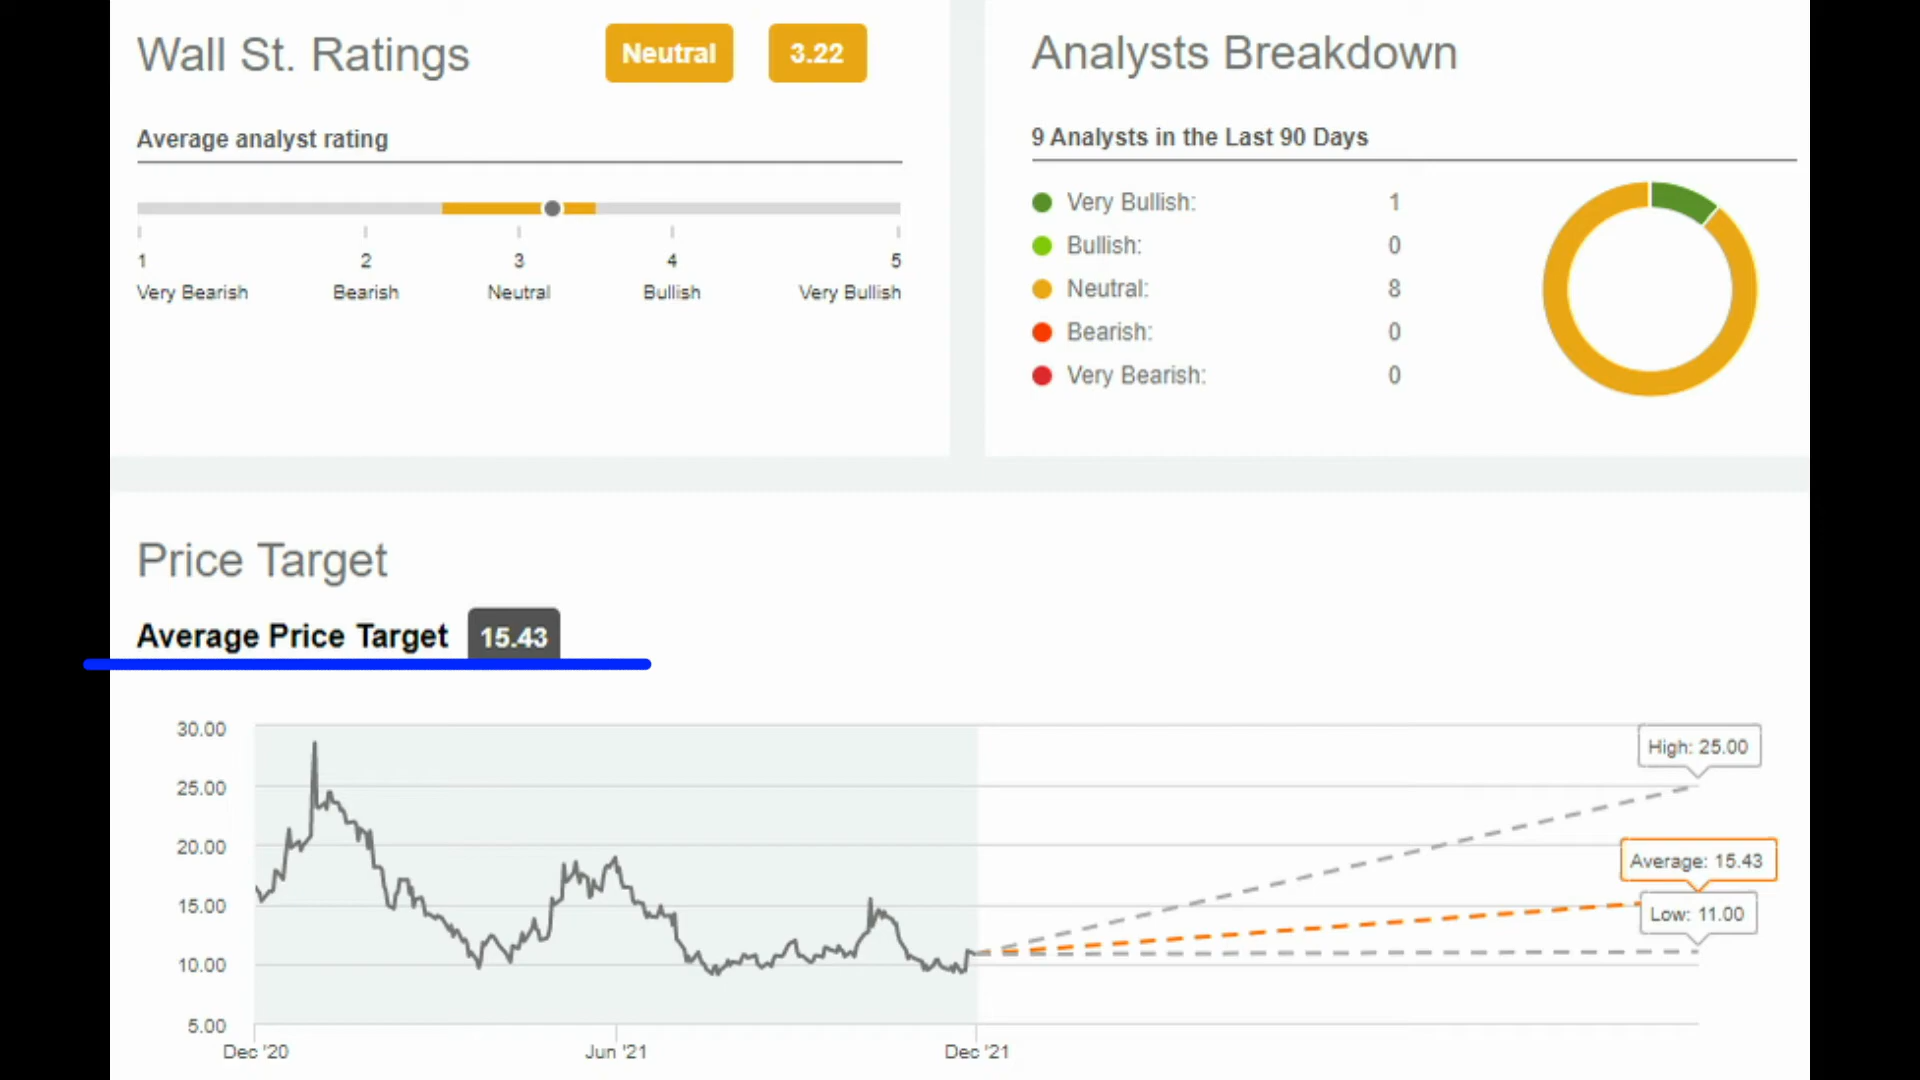 Wall St. Ratings Neutral 3.22
Average analyst rating
1 2 3 4 5
Very Bearish Bearish Neutral Bullish Very Bullish
Analysts Breakdown
9 Analysts in the Last 90 Days
Very Bullish: 1
Bullish: 0
Neutral: 8
Bearish: 0
Very Bearish: 0
Price Target
Average Price Target 15.43
30.00
25.00
20.00
15.00
10.00
5.00
Dec '20 Jun '21 Dec '21
High: 25.00
Average: 15.43
Low: 11.00